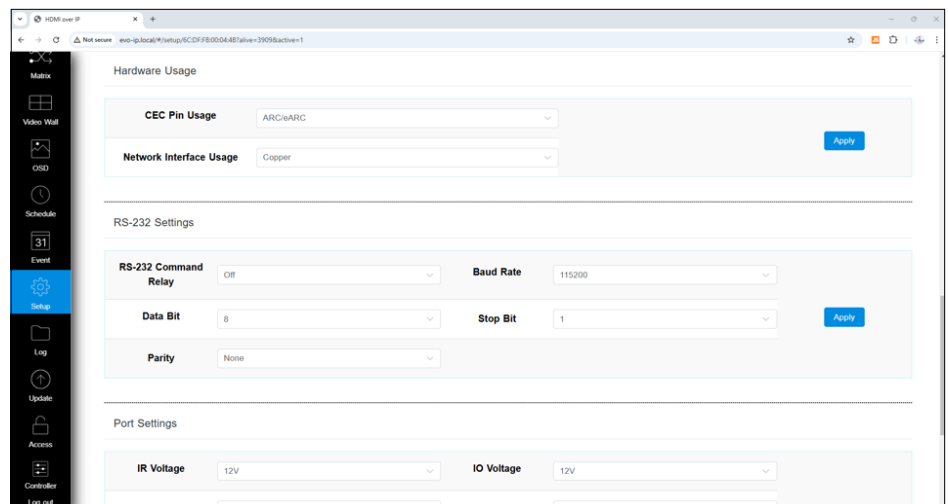 HDMI over IP
Not secure evo-ip.local/#/setup/6C:DF:FB:00:04:4B?alive=3909&active=1
Matrix
Video Wall
OSD
Schedule
31
Event
Setup
Log
Update
Access
Controller
Log out
Hardware Usage
CEC Pin Usage ARC/eARC
Apply
Network Interface Usage Copper
RS-232 Settings
RS-232 Command
Relay Off Baud Rate 115200
Data Bit 8 Stop Bit 1 Apply
Parity None
Port Settings
IR Voltage 12V IO Voltage 12V